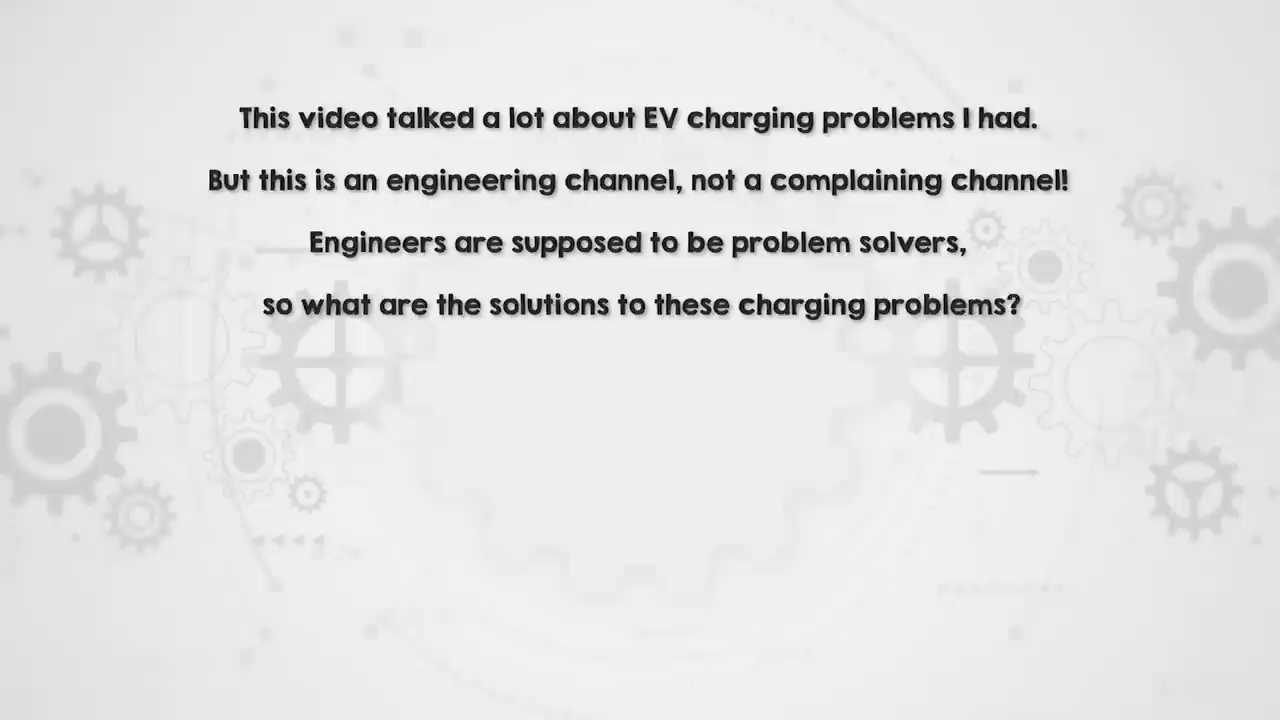 This video talked a lot about EV charging problems I had.
But this is an engineering channel, not a complaining channel!
Engineers are supposed to be problem solvers,
so what are the solutions to these charging problems?